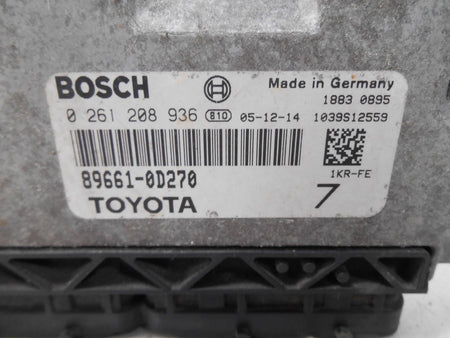 BOSCH Made in Germany
1883 0895
0 261 208 936 810 05-12-14 1039S12559
89661-0D270 1KR-FE
TOYOTA 7